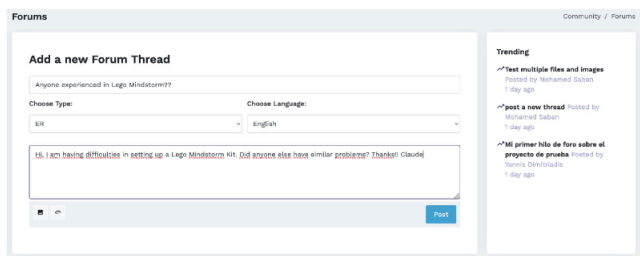 Forums
Community / Forums
Add a new Forum Thread
Anyone experienced in Lego Mindstorm??
Choose Type:
Choose Language:
ER
English
Hi, I am having difficulties in setting up a Lego Mindstorm Kit. Did anyone else have similar problems? Thanks!! Claude
Post
Trending
Test multiple files and images
Posted by Mohamed Saban
1 day ago
post a new thread Posted by
Mohamed Saban
1 day ago
Mi primer hilo de foro sobre el
proyecto de prueba Posted by
Yannis Dimitriadis
1 day ago